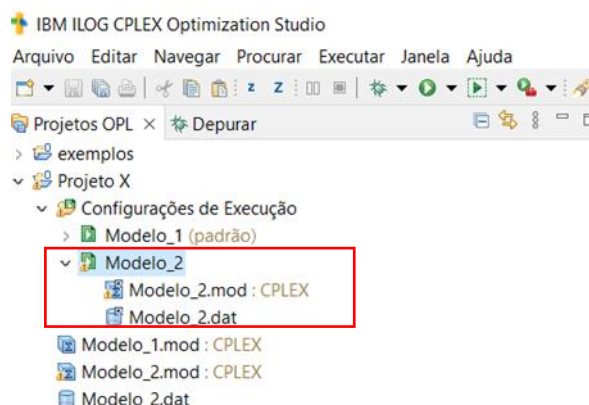 IBM ILOG CPLEX Optimization Studio
Arquivo Editar Navegar Procurar Executar Janela Ajuda
Projetos OPL Depurar
exemplos
Projeto X
Configurações de Execução
Modelo_1 (padrão)
Modelo_2
Modelo_2.mod : CPLEX
Modelo_2.dat
Modelo_1.mod : CPLEX
Modelo_2.mod : CPLEX
Modelo_2.dat